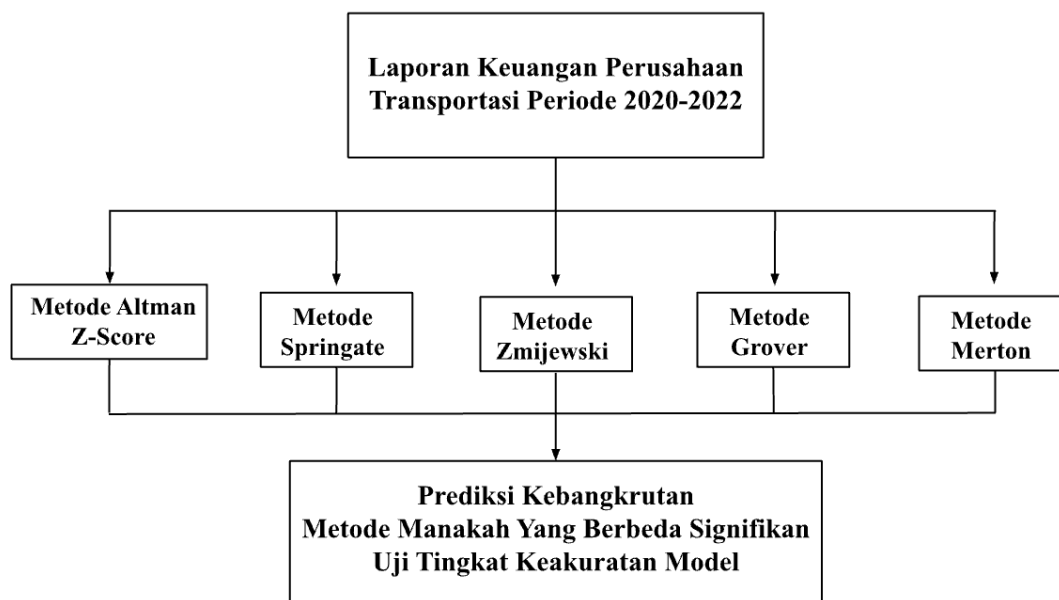 Laporan Keuangan Perusahaan
Transportasi Periode 2020-2022
Metode Altman
Z-Score
Metode
Springate
Metode
Zmijewski
Metode
Grover
Metode
Merton
Prediksi Kebangkrutan
Metode Manakah Yang Berbeda Signifikan
Uji Tingkat Keakuratan Model